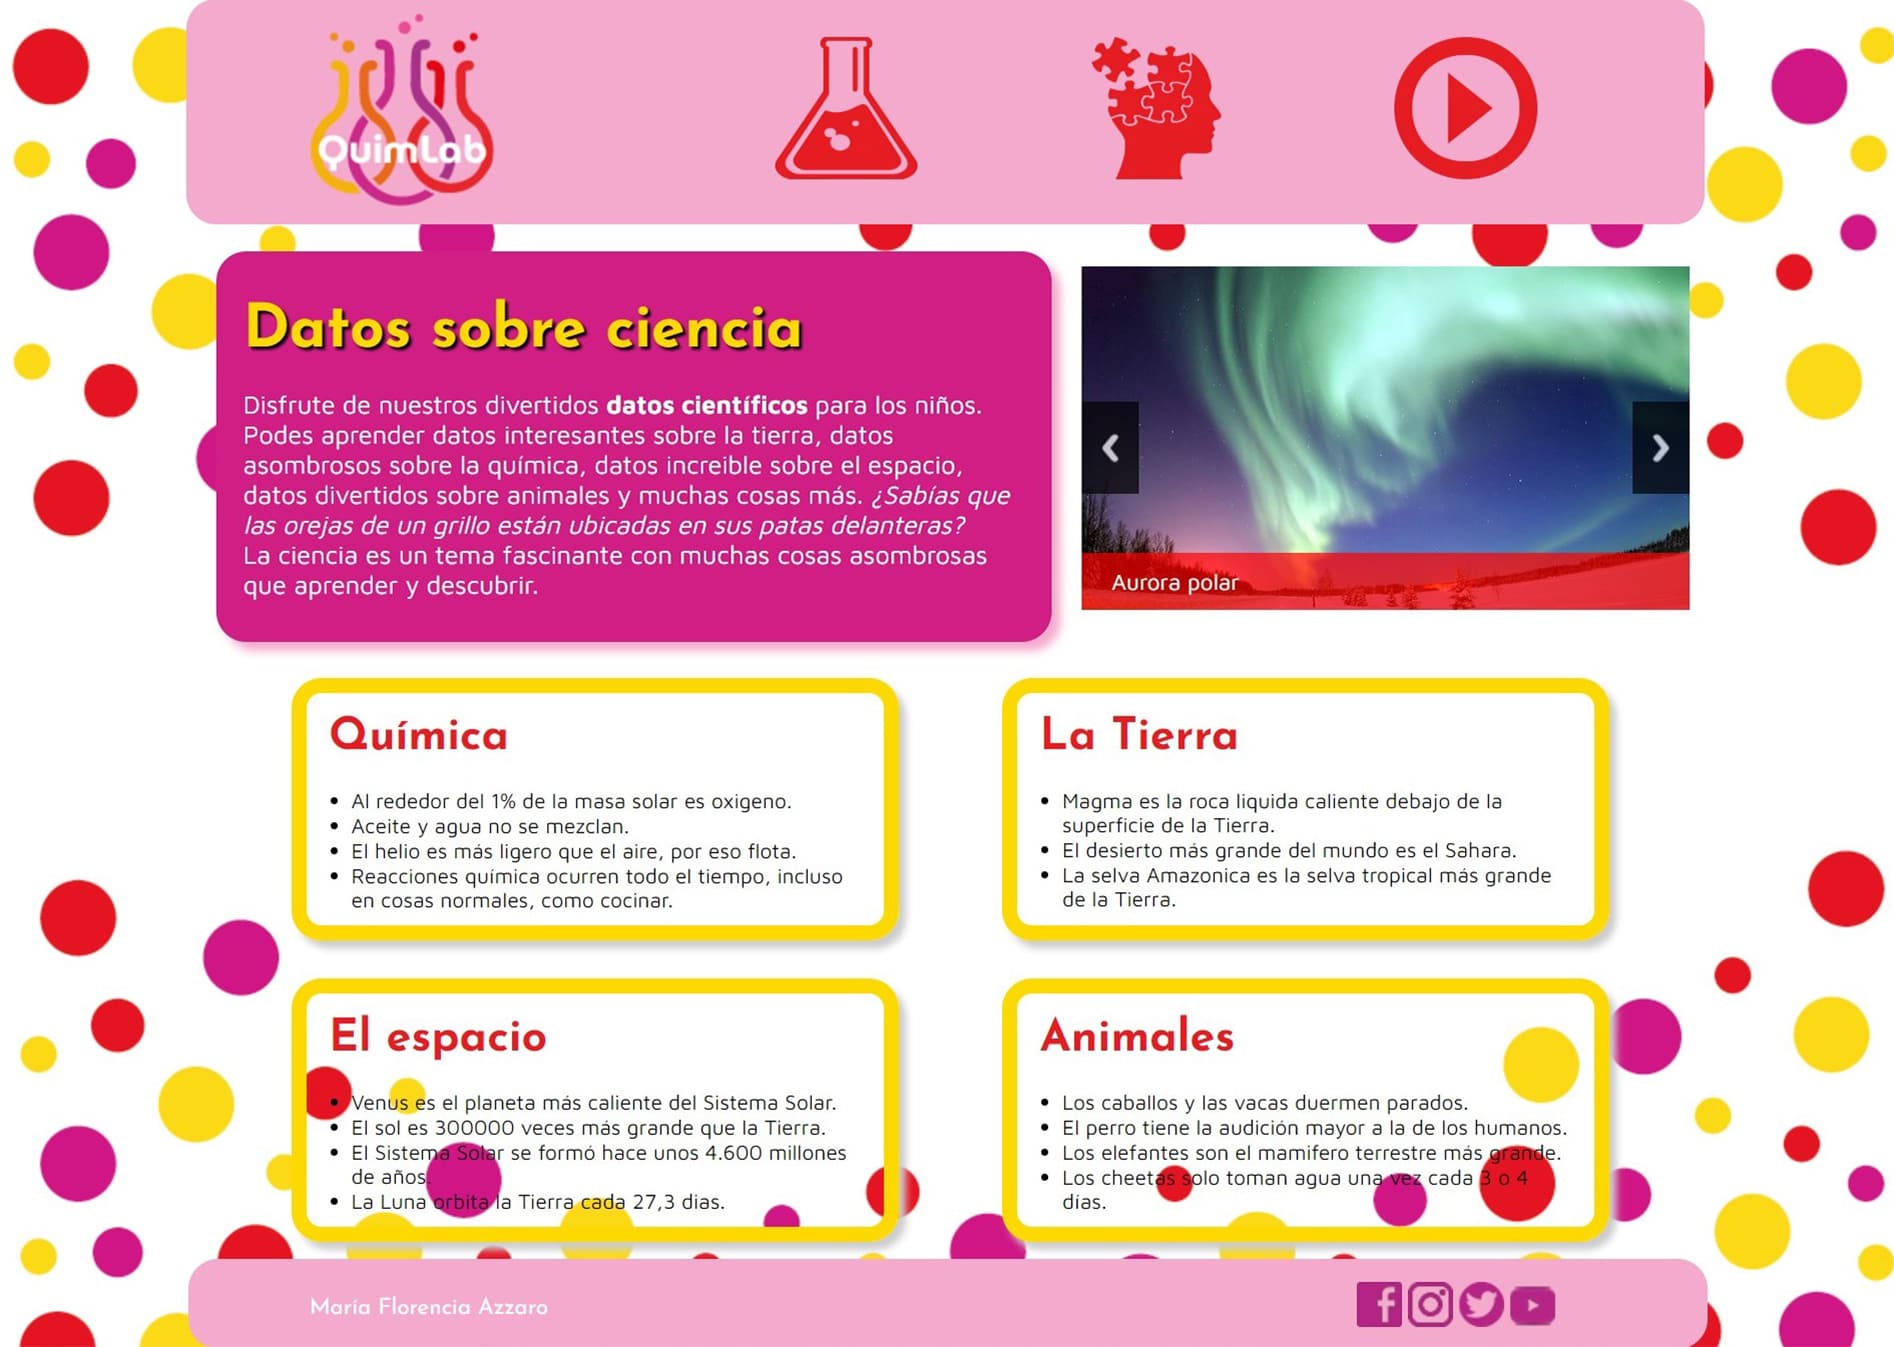 QuimLab
Datos sobre ciencia
Disfrute de nuestros divertidos datos científicos para los niños.
Podes aprender datos interesantes sobre la tierra, datos
asombrosos sobre la química, datos increible sobre el espacio,
datos divertidos sobre animales y muchas cosas más. ¿Sabías que
las orejas de un grillo están ubicadas en sus patas delanteras?
La ciencia es un tema fascinante con muchas cosas asombrosas
que aprender y descubrir.
Aurora polar
Química
• Al rededor del 1% de la masa solar es oxigeno.
• Aceite y agua no se mezclan.
• El helio es más ligero que el aire, por eso flota.
• Reacciones química ocurren todo el tiempo, incluso
en cosas normales, como cocinar.
La Tierra
• Magma es la roca liquida caliente debajo de la
superficie de la Tierra.
• El desierto más grande del mundo es el Sahara.
• La selva Amazonica es la selva tropical más grande
de la Tierra.
El espacio
• Venus es el planeta más caliente del Sistema Solar.
• El sol es 300000 veces más grande que la Tierra.
• El Sistema Solar se formó hace unos 4.600 millones
de años.
• La Luna orbita la Tierra cada 27,3 dias.
Animales
• Los caballos y las vacas duermen parados.
• El perro tiene la audición mayor a la de los humanos.
• Los elefantes son el mamifero terrestre más grande.
• Los cheetas solo toman agua una vez cada 3 o 4
dias.
María Florencia Azzaro